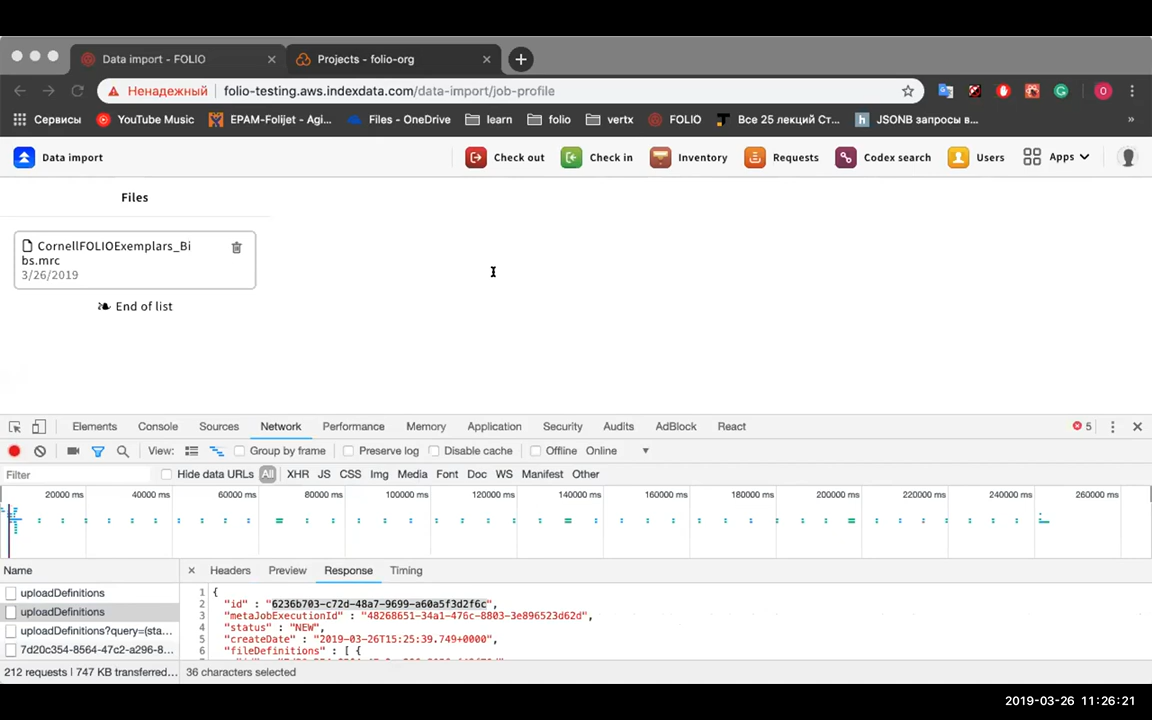 Data import - FOLIO
Projects - folio-org
Ненадежный folio-testing.aws.indexdata.com/data-import/job-profile
Сервисы YouTube Music EPAM-Folijet - Agi... Files - OneDrive learn folio vertx FOLIO Все 25 лекций Ст... JSONB запросы в... »
Data import Check out Check in Inventory Requests Codex search Users Apps
Files
CornellFOLIOExemplars_Bi
bs.mrc
3/26/2019
End of list
Elements Console Sources Network Performance Memory Application Security Audits AdBlock React 5
View: Group by frame Preserve log Disable cache Offline Online
Filter Hide data URLs All XHR JS CSS Img Media Font Doc WS Manifest Other
20000 ms 40000 ms 60000 ms 80000 ms 100000 ms 120000 ms 140000 ms 160000 ms 180000 ms 200000 ms 220000 ms 240000 ms 260000 ms
Name Headers Preview Response Timing
uploadDefinitions
uploadDefinitions
uploadDefinitions?query=(sta...
7d20c354-8564-47c2-a296-8...
1 {
2 "id" : "6236b703-c72d-48a7-9699-a60a5f3d2f6c",
3 "metaJobExecutionId" : "48268651-34a1-476c-8803-3e896523d62d",
4 "status" : "NEW",
5 "createDate" : "2019-03-26T15:25:39.749+0000",
6 "fileDefinitions" : [ {
212 requests | 747 KB transferred... 36 characters selected
2019-03-26 11:26:21